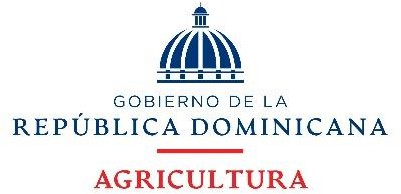 GOBIERNO DE LA
REPÚBLICA DOMINICANA
AGRICULTURA